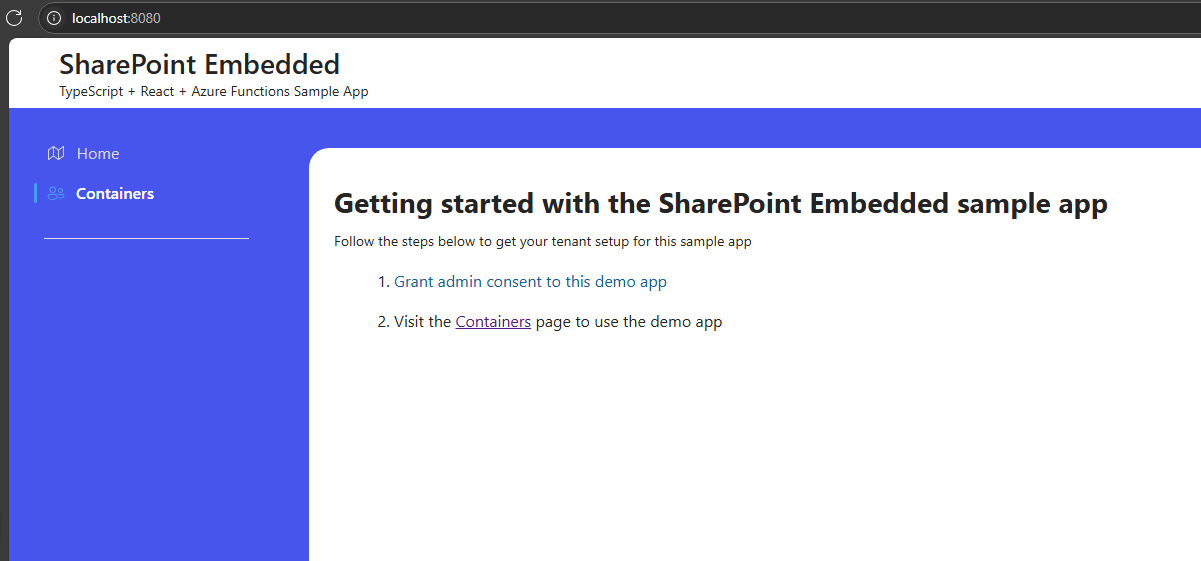 localhost:8080
SharePoint Embedded
TypeScript + React + Azure Functions Sample App
Home
Containers
Getting started with the SharePoint Embedded sample app
Follow the steps below to get your tenant setup for this sample app
1. Grant admin consent to this demo app
2. Visit the Containers page to use the demo app